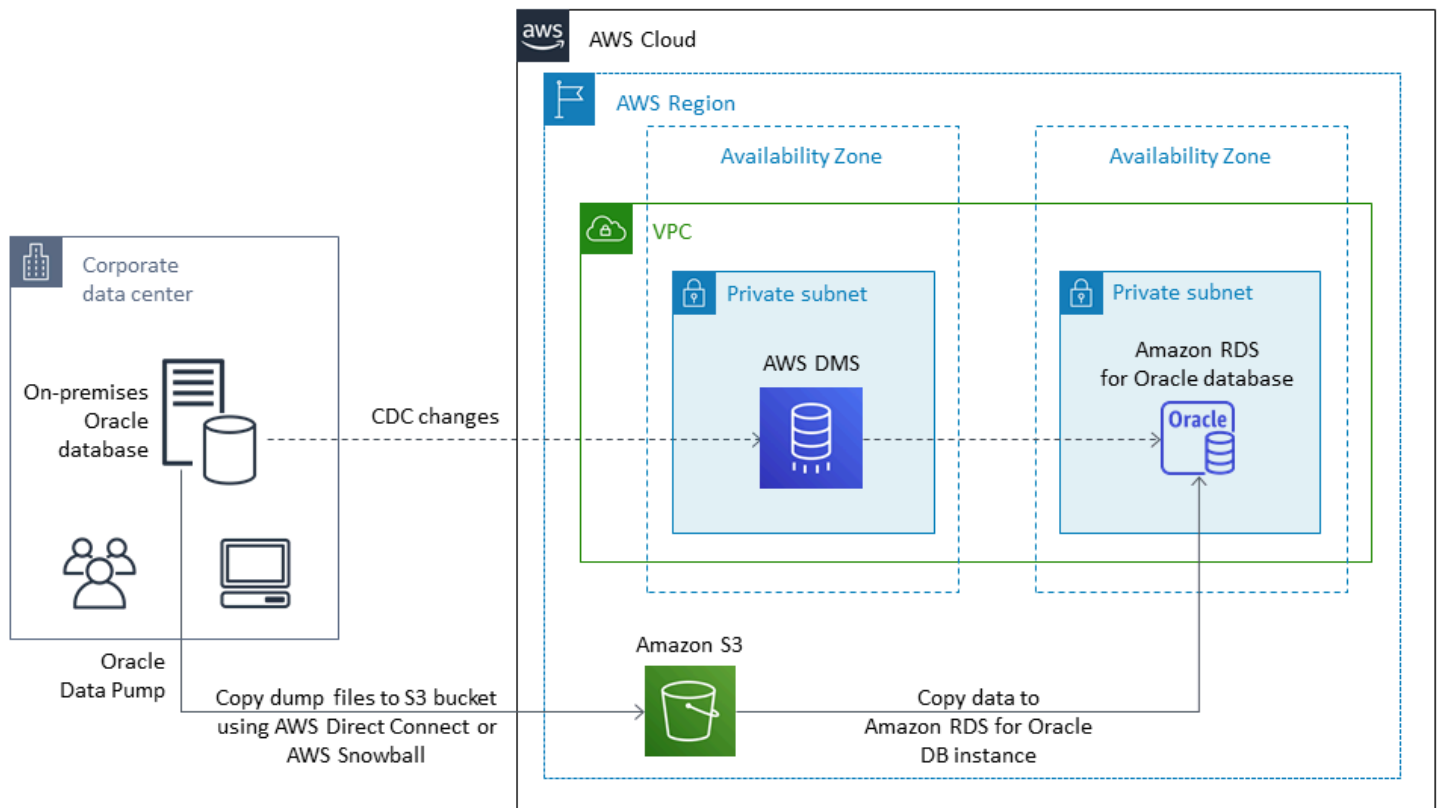 aws
AWS Cloud
AWS Region
Availability Zone
Availability Zone
VPC
Corporate
data center
Private subnet
Private subnet
On-premises
Oracle
database
CDC changes
AWS DMS
Amazon RDS
for Oracle database
Oracle
Oracle
Data Pump
Copy dump files to S3 bucket
using AWS Direct Connect or
AWS Snowball
Amazon S3
Copy data to
Amazon RDS for Oracle
DB instance